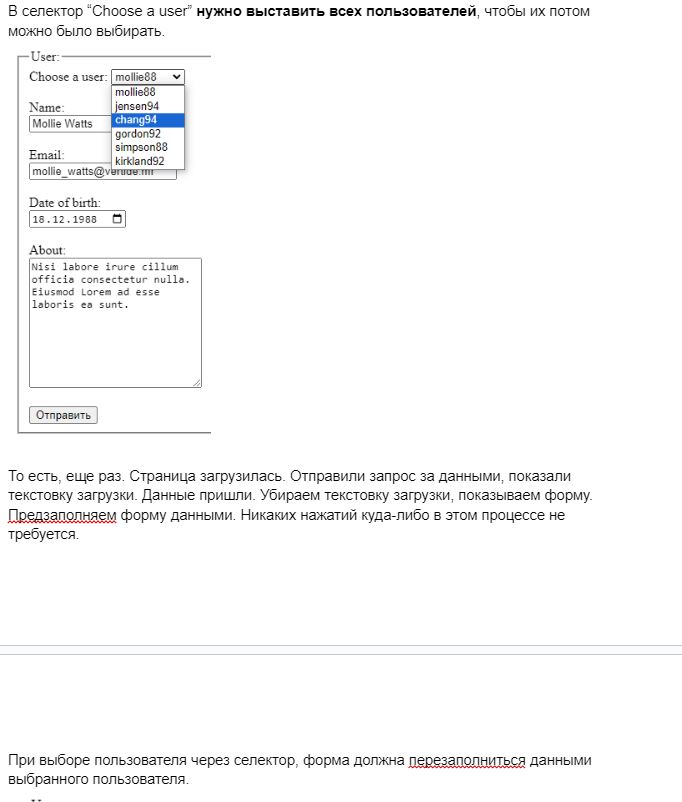 В селектор “Choose a user” нужно выставить всех пользователей, чтобы их потом
можно было выбирать.
User:
Choose a user: mollie88
mollie88
jensen94
chang94
gordon92
simpson88
kirkland92
Name:
Mollie Watts
Email:
mollie_watts@
Date of birth:
18.12.1988
About:
Nisi labore irure cillum
officia consectetur nulla.
Eiusmod Lorem ad esse
laboris ea sunt.
Отправить
То есть, еще раз. Страница загрузилась. Отправили запрос за данными, показали
текстовку загрузки. Данные пришли. Убираем текстовку загрузки, показываем форму.
Предзаполняем форму данными. Никаких нажатий куда-либо в этом процессе не
требуется.
При выборе пользователя через селектор, форма должна перезаполниться данными
выбранного пользователя.